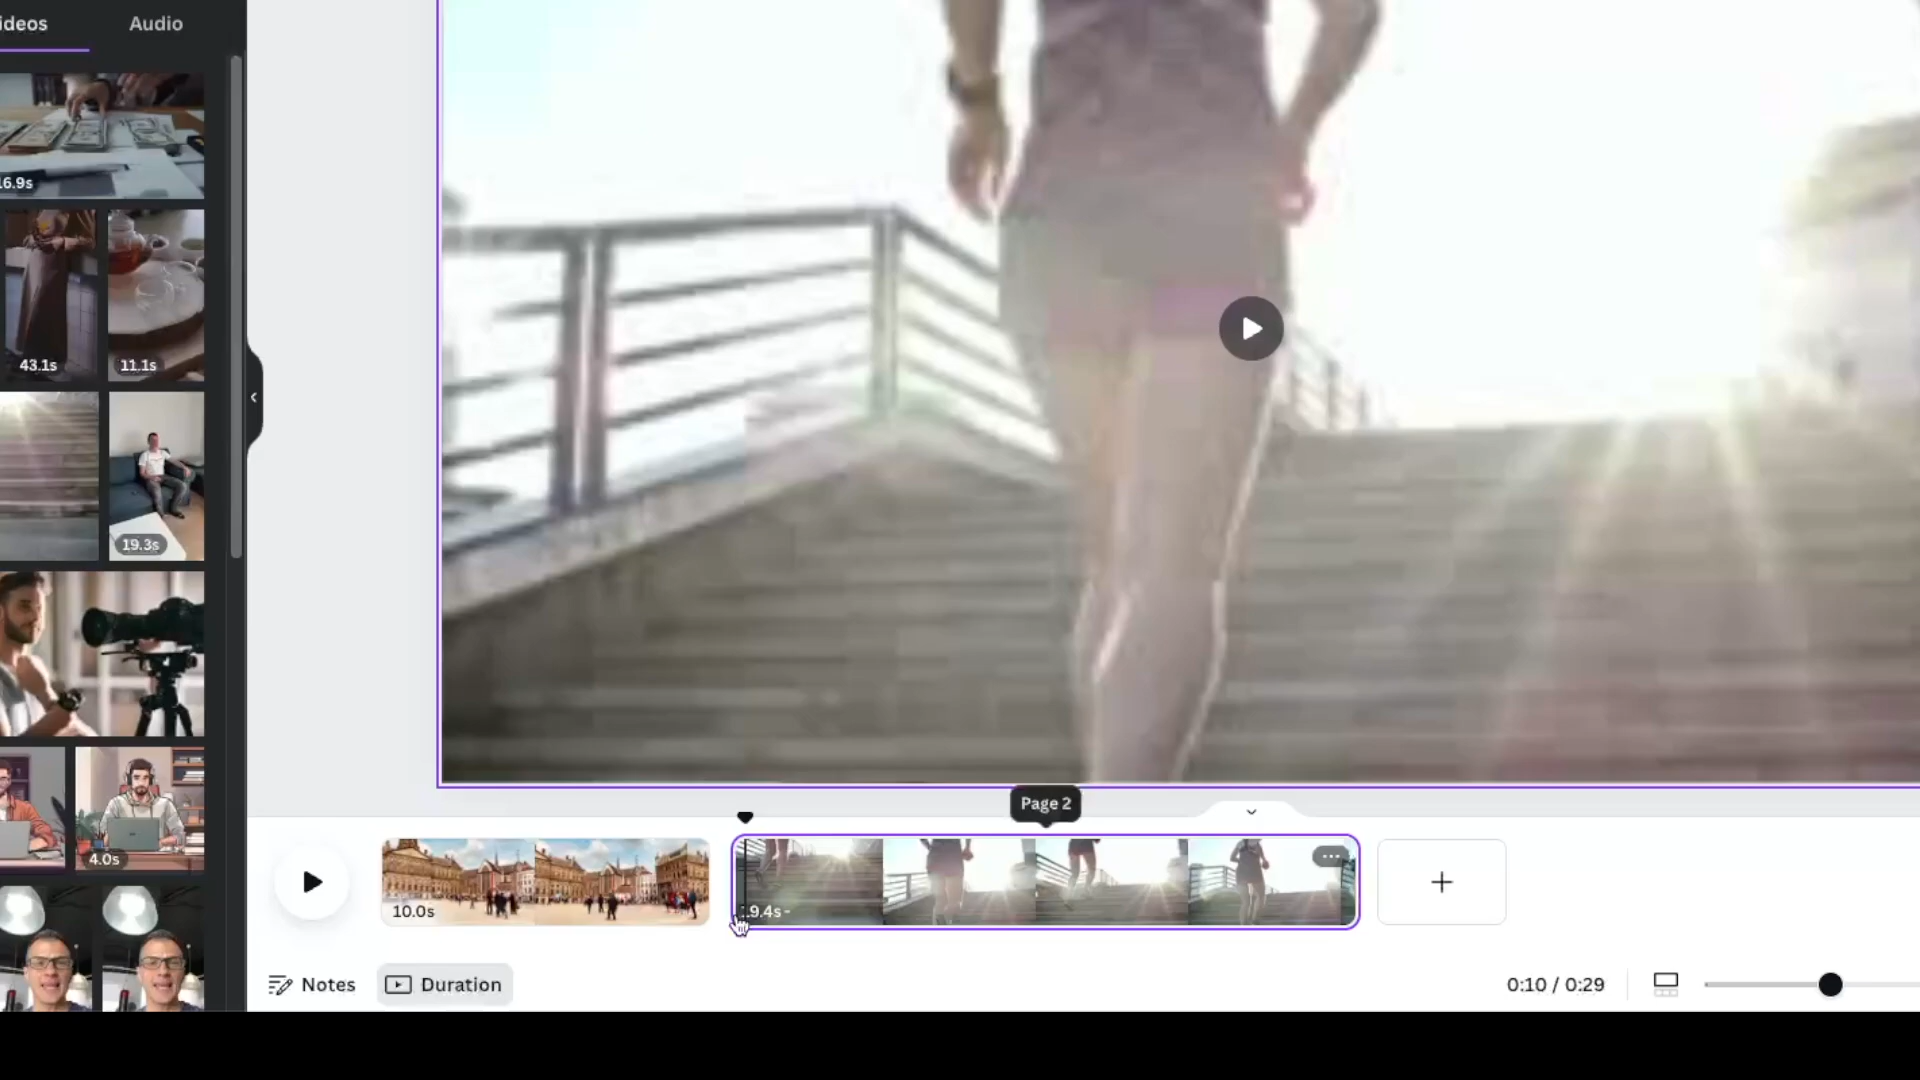 ideos
Audio
16.9s
43.1s
11.1s
19.3s
4.0s
Page 2
10.0s
9.4s-
Notes
Duration
0:10 / 0:29